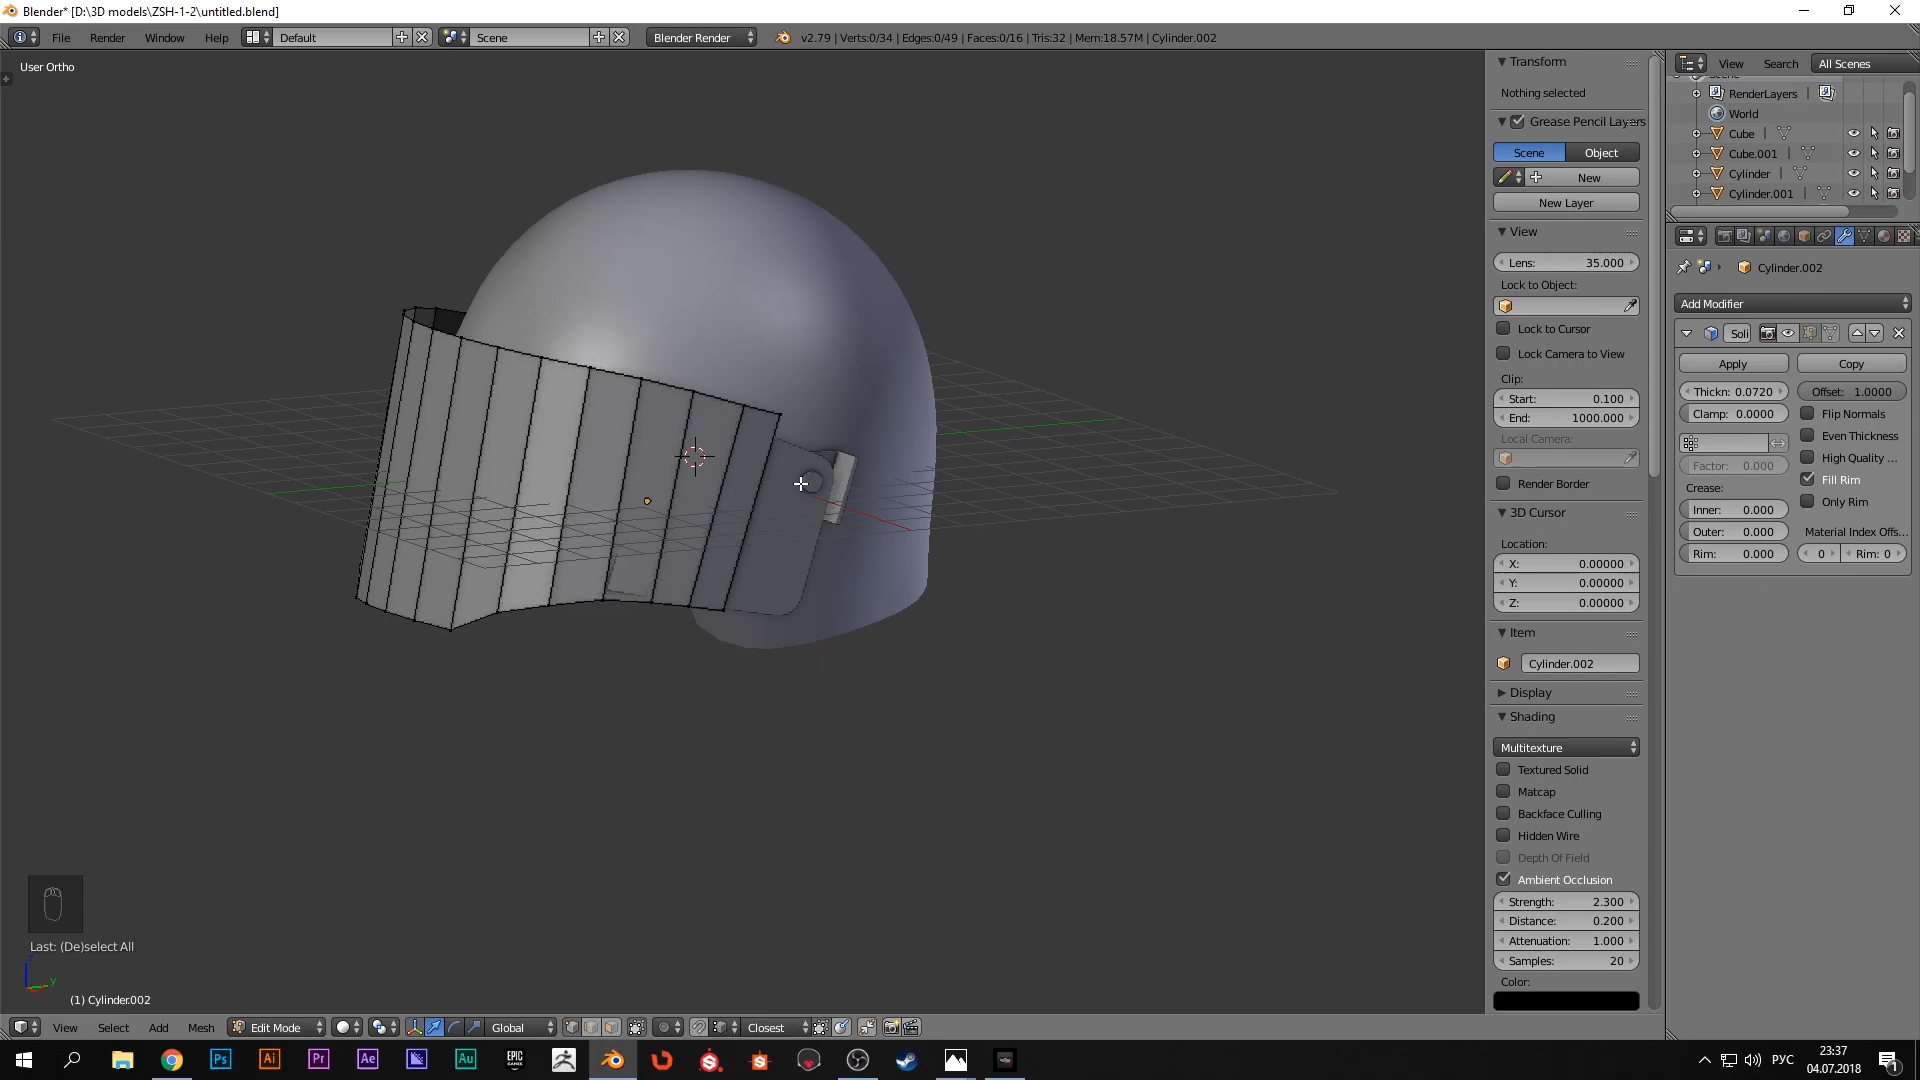 Blender* [D:\3D models\ZSH-1-2\untitled.blend]
File Render Window Help Default Scene Blender Render v2.79 | Verts:0/34 | Edges:0/49 | Faces:0/16 | Tris:32 | Mem:18.57M | Cylinder.002
User Ortho
Transform
Nothing selected
Grease Pencil Layers
Scene Object
New
New Layer
View
Lens: 35.000
Lock to Object:
Lock to Cursor
Lock Camera to View
Clip:
Start: 0.100
End: 1000.000
Local Camera:
Render Border
3D Cursor
Location:
X: 0.00000
Y: 0.00000
Z: 0.00000
Item
Cylinder.002
Display
Shading
Multitexture
Textured Solid
Matcap
Backface Culling
Hidden Wire
Depth Of Field
Ambient Occlusion
Strength: 2.300
Distance: 0.200
Attenuation: 1.000
Samples: 20
Color:
View Search All Scenes
RenderLayers
World
Cube
Cube.001
Cylinder
Cylinder.001
Cylinder.002
Add Modifier
Soli
Apply Copy
Thickn: 0.0720 Offset: 1.0000
Clamp: 0.0000 Flip Normals
Even Thickness
High Quality ...
Factor: 0.000
Fill Rim
Crease:
Only Rim
Inner: 0.000
Outer: 0.000 Material Index Offs...
Rim: 0.000 0 Rim: 0
Last: (De)select All
z
y
(1) Cylinder.002
View Select Add Mesh Edit Mode Global Closest
Ps Ai Pr Ae Au EPIC GAMES
РУС 23:37
04.07.2018
1